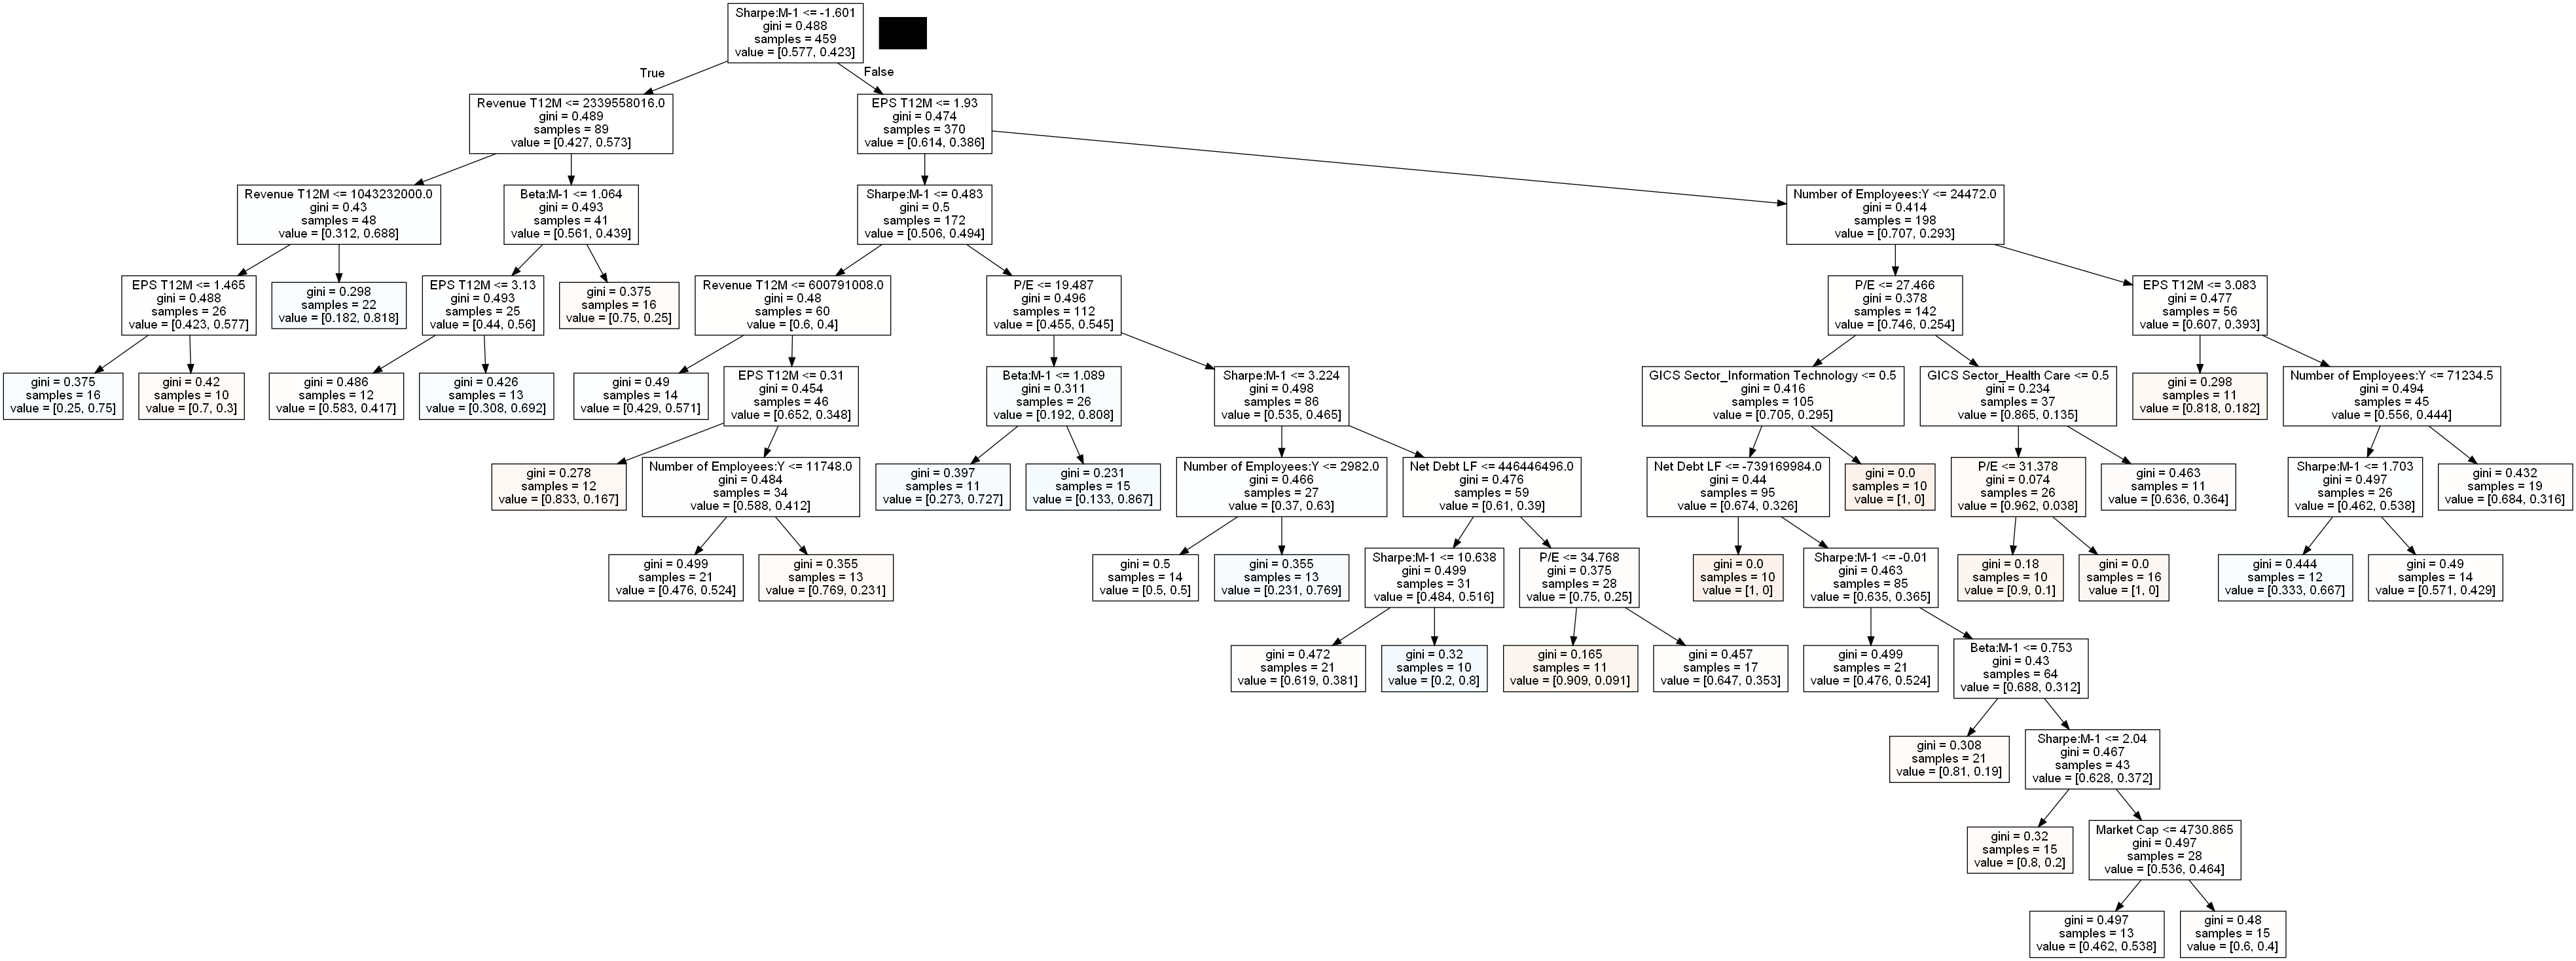 Sharpe:M-1 <= -1.601
gini = 0.488
samples = 459
value = [0.577, 0.423]
True
False
Revenue T12M <= 2339558016.0
gini = 0.489
samples = 89
value = [0.427, 0.573]
EPS T12M <= 1.93
gini = 0.474
samples = 370
value = [0.614, 0.386]
Revenue T12M <= 1043232000.0
gini = 0.43
samples = 48
value = [0.312, 0.688]
Beta:M-1 <= 1.064
gini = 0.493
samples = 41
value = [0.561, 0.439]
Sharpe:M-1 <= 0.483
gini = 0.5
samples = 172
value = [0.506, 0.494]
Number of Employees:Y <= 24472.0
gini = 0.414
samples = 198
value = [0.707, 0.293]
EPS T12M <= 1.465
gini = 0.488
samples = 26
value = [0.423, 0.577]
gini = 0.298
samples = 22
value = [0.182, 0.818]
EPS T12M <= 3.13
gini = 0.493
samples = 25
value = [0.44, 0.56]
gini = 0.375
samples = 16
value = [0.75, 0.25]
Revenue T12M <= 600791008.0
gini = 0.48
samples = 60
value = [0.6, 0.4]
P/E <= 19.487
gini = 0.496
samples = 112
value = [0.455, 0.545]
P/E <= 27.466
gini = 0.378
samples = 142
value = [0.746, 0.254]
EPS T12M <= 3.083
gini = 0.477
samples = 56
value = [0.607, 0.393]
gini = 0.375
samples = 16
value = [0.25, 0.75]
gini = 0.42
samples = 10
value = [0.7, 0.3]
gini = 0.486
samples = 12
value = [0.583, 0.417]
gini = 0.426
samples = 13
value = [0.308, 0.692]
gini = 0.49
samples = 14
value = [0.429, 0.571]
EPS T12M <= 0.31
gini = 0.454
samples = 46
value = [0.652, 0.348]
Beta:M-1 <= 1.089
gini = 0.311
samples = 26
value = [0.192, 0.808]
Sharpe:M-1 <= 3.224
gini = 0.498
samples = 86
value = [0.535, 0.465]
GICS Sector_Information Technology <= 0.5
gini = 0.416
samples = 105
value = [0.705, 0.295]
GICS Sector_Health Care <= 0.5
gini = 0.234
samples = 37
value = [0.865, 0.135]
gini = 0.298
samples = 11
value = [0.818, 0.182]
Number of Employees:Y <= 71234.5
gini = 0.494
samples = 45
value = [0.556, 0.444]
gini = 0.278
samples = 12
value = [0.833, 0.167]
Number of Employees:Y <= 11748.0
gini = 0.484
samples = 34
value = [0.588, 0.412]
gini = 0.397
samples = 11
value = [0.273, 0.727]
gini = 0.231
samples = 15
value = [0.133, 0.867]
Number of Employees:Y <= 2982.0
gini = 0.466
samples = 27
value = [0.37, 0.63]
Net Debt LF <= 446446496.0
gini = 0.476
samples = 59
value = [0.61, 0.39]
Net Debt LF <= -739169984.0
gini = 0.44
samples = 95
value = [0.674, 0.326]
gini = 0.0
samples = 10
value = [1, 0]
P/E <= 31.378
gini = 0.074
samples = 26
value = [0.962, 0.038]
gini = 0.463
samples = 11
value = [0.636, 0.364]
Sharpe:M-1 <= 1.703
gini = 0.497
samples = 26
value = [0.462, 0.538]
gini = 0.432
samples = 19
value = [0.684, 0.316]
gini = 0.499
samples = 21
value = [0.476, 0.524]
gini = 0.355
samples = 13
value = [0.769, 0.231]
gini = 0.5
samples = 14
value = [0.5, 0.5]
gini = 0.355
samples = 13
value = [0.231, 0.769]
Sharpe:M-1 <= 10.638
gini = 0.499
samples = 31
value = [0.484, 0.516]
P/E <= 34.768
gini = 0.375
samples = 28
value = [0.75, 0.25]
gini = 0.0
samples = 10
value = [1, 0]
Sharpe:M-1 <= -0.01
gini = 0.463
samples = 85
value = [0.635, 0.365]
gini = 0.18
samples = 10
value = [0.9, 0.1]
gini = 0.0
samples = 16
value = [1, 0]
gini = 0.444
samples = 12
value = [0.333, 0.667]
gini = 0.49
samples = 14
value = [0.571, 0.429]
gini = 0.472
samples = 21
value = [0.619, 0.381]
gini = 0.32
samples = 10
value = [0.2, 0.8]
gini = 0.165
samples = 11
value = [0.909, 0.091]
gini = 0.457
samples = 17
value = [0.647, 0.353]
gini = 0.499
samples = 21
value = [0.476, 0.524]
Beta:M-1 <= 0.753
gini = 0.43
samples = 64
value = [0.688, 0.312]
gini = 0.308
samples = 21
value = [0.81, 0.19]
Sharpe:M-1 <= 2.04
gini = 0.467
samples = 43
value = [0.628, 0.372]
gini = 0.32
samples = 15
value = [0.8, 0.2]
Market Cap <= 4730.865
gini = 0.497
samples = 28
value = [0.536, 0.464]
gini = 0.497
samples = 13
value = [0.462, 0.538]
gini = 0.48
samples = 15
value = [0.6, 0.4]